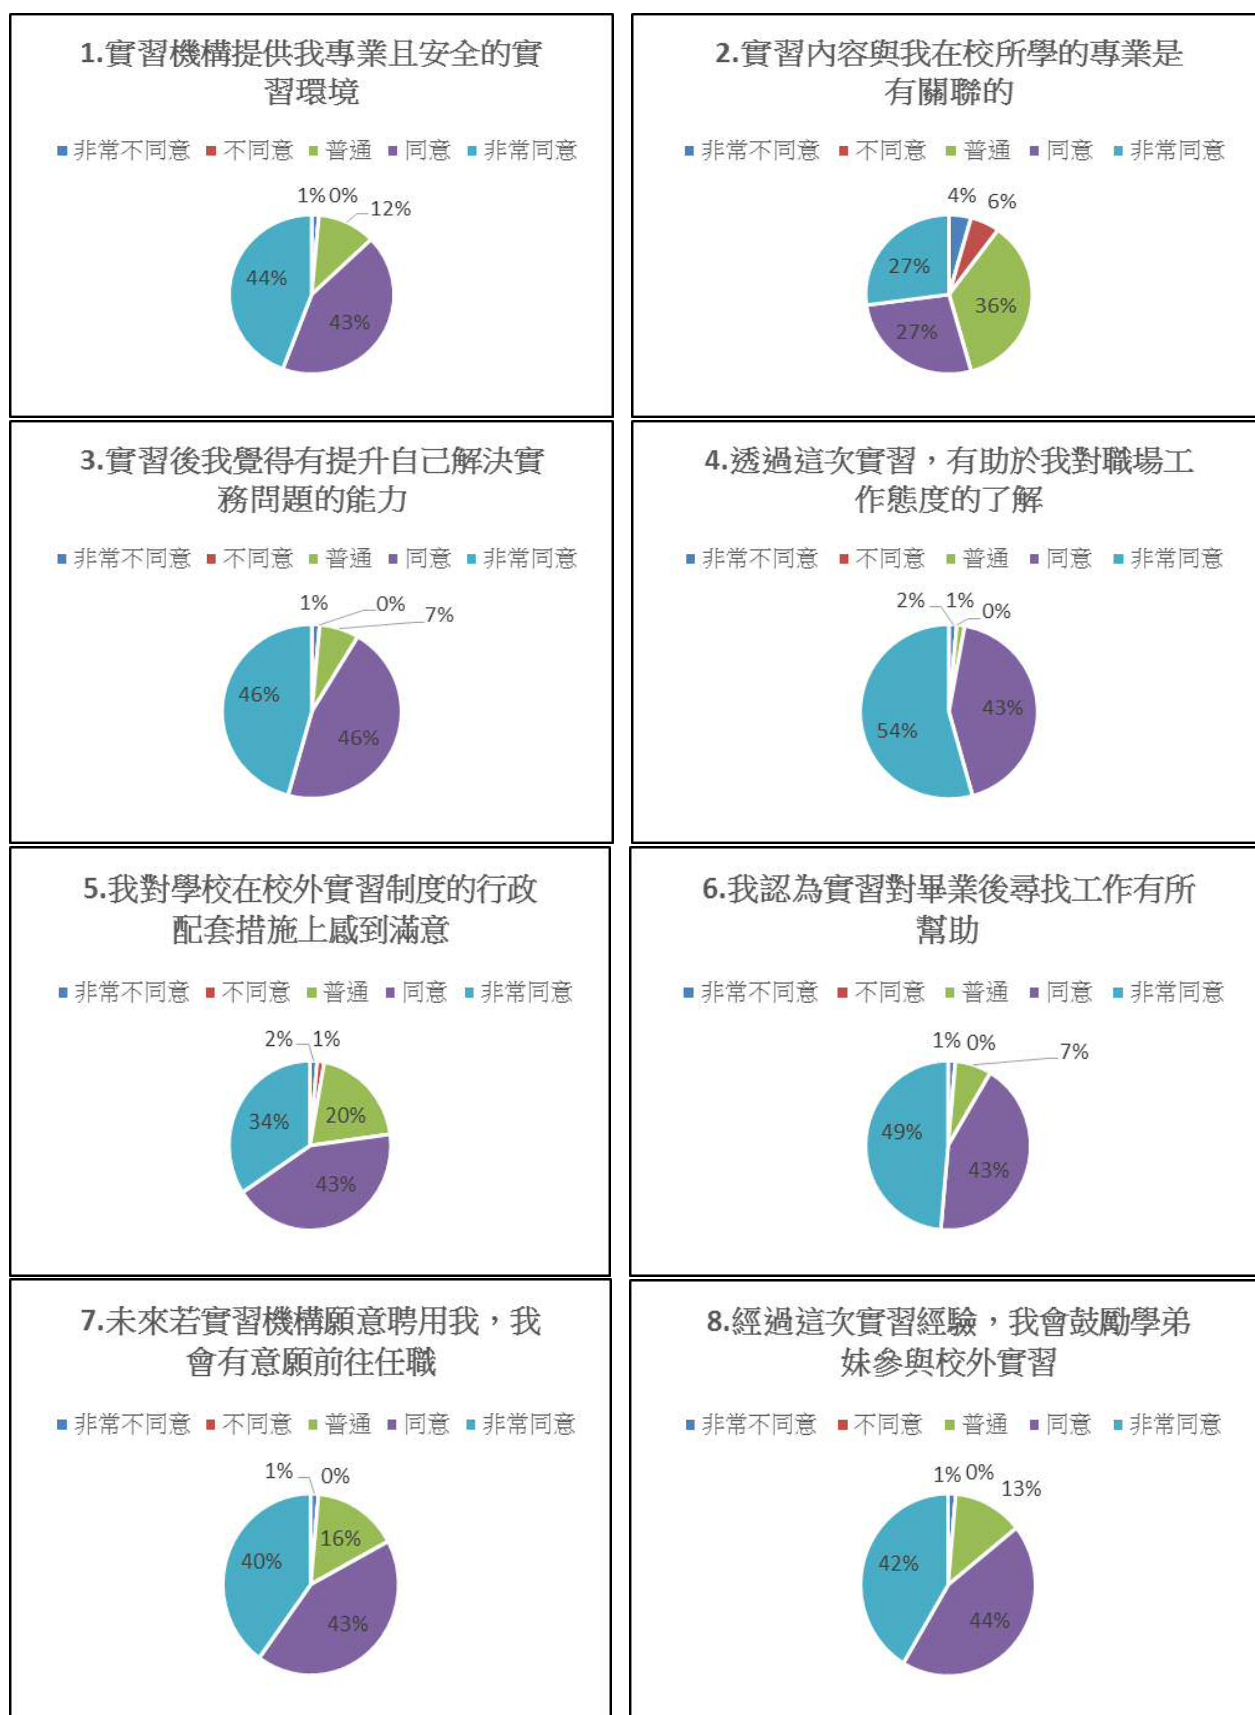 1.實習機構提供我專業且安全的實
習環境
非常不同意 不同意 普通 同意 非常同意
1% 0% 12%
44%
43%
2.實習內容與我在校所學的專業是
有關聯的
非常不同意 不同意 普通 同意 非常同意
4% 6%
27%
36%
27%
3.實習後我覺得有提升自己解決實
務問題的能力
非常不同意 不同意 普通 同意 非常同意
1% 0% 7%
46%
46%
4.透過這次實習，有助於我對職場工
作態度的了解
非常不同意 不同意 普通 同意 非常同意
2% 1% 0%
43%
54%
5.我對學校在校外實習制度的行政
配套措施上感到滿意
非常不同意 不同意 普通 同意 非常同意
2% 1%
34% 20%
43%
6.我認為實習對畢業後尋找工作有所
幫助
非常不同意 不同意 普通 同意 非常同意
1% 0% 7%
49%
43%
7.未來若實習機構願意聘用我，我
會有意願前往任職
非常不同意 不同意 普通 同意 非常同意
1% 0%
16%
40%
43%
8.經過這次實習經驗，我會鼓勵學弟
妹參與校外實習
非常不同意 不同意 普通 同意 非常同意
1% 0% 13%
42%
44%